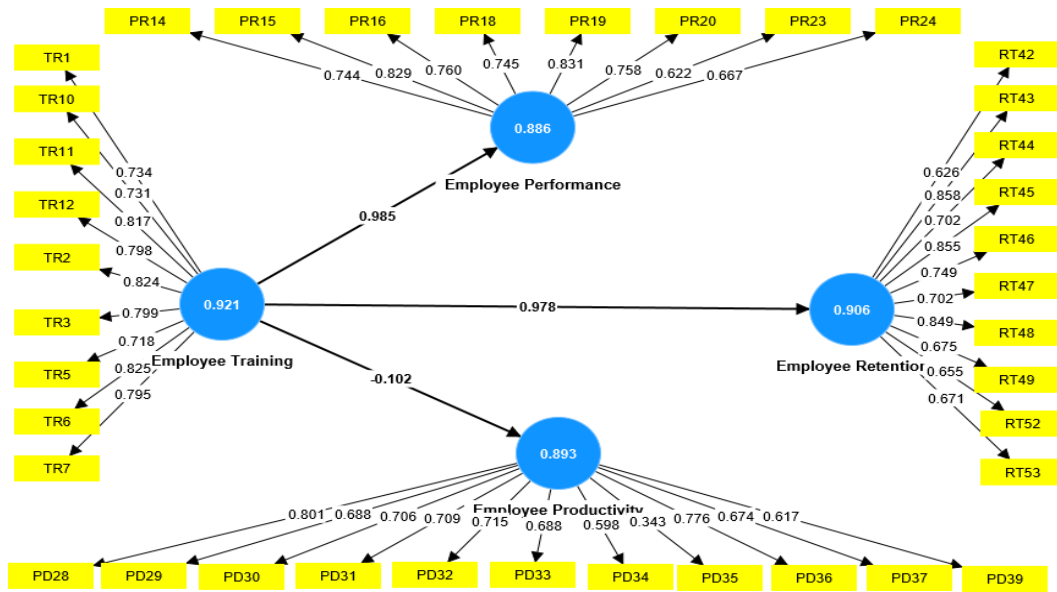 PR14
PR15
PR16
PR18
PR19
PR20
PR23
PR24
0.744
0.829
0.760
0.745
0.831
0.758
0.622
0.667
0.886
Employee Performance
TR1
TR10
TR11
TR12
TR2
TR3
TR5
TR6
TR7
0.734
0.731
0.817
0.798
0.824
0.799
0.718
0.825
0.795
0.921
Employee Training
0.985
0.978
-0.102
RT42
RT43
RT44
RT45
RT46
RT47
RT48
RT49
RT52
RT53
0.626
0.858
0.702
0.855
0.749
0.702
0.849
0.675
0.655
0.671
0.906
Employee Retention
0.893
Employee Productivity
0.801
0.688
0.706
0.709
0.715
0.688
0.598
0.343
0.776
0.674
0.617
PD28
PD29
PD30
PD31
PD32
PD33
PD34
PD35
PD36
PD37
PD39